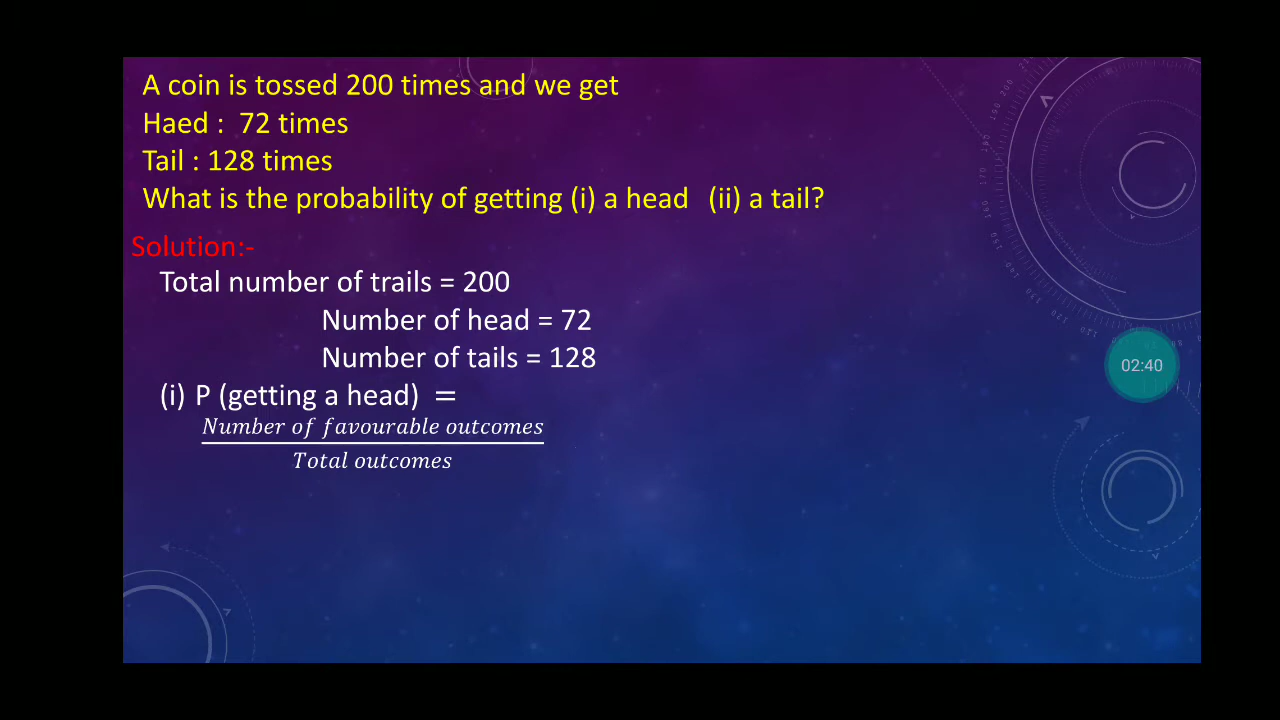 A coin is tossed 200 times and we get
Haed : 72 times
Tail : 128 times
What is the probability of getting (i) a head (ii) a tail?
Solution:-
Total number of trails = 200
Number of head = 72
Number of tails = 128
(i) P (getting a head) =
Number of favourable outcomes
Total outcomes
02:40